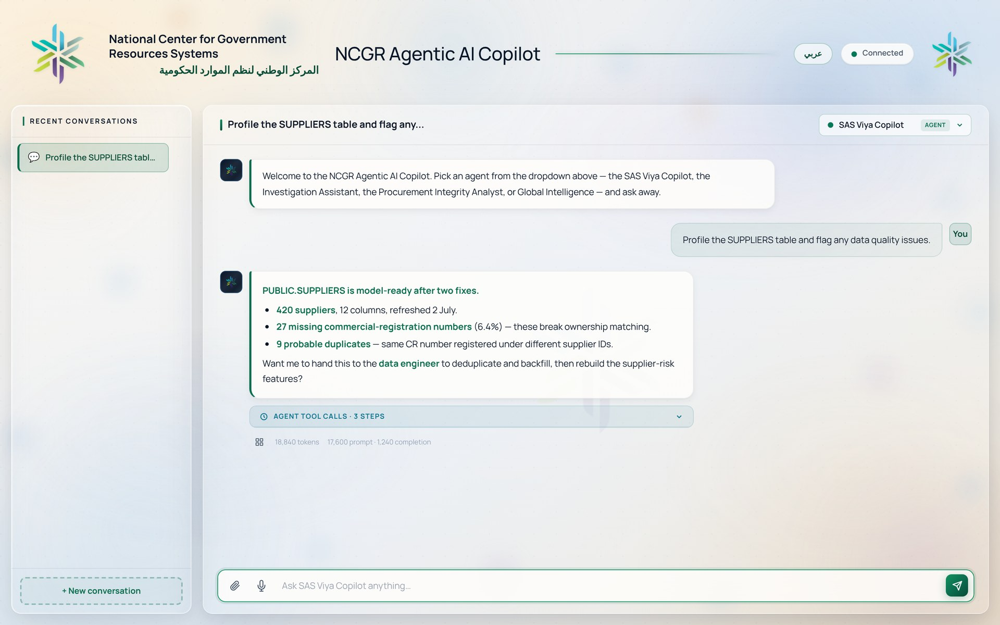 National Center for Government
Resources Systems
المركز الوطني لنظم الموارد الحكومية
NCGR Agentic AI Copilot
عربي
Connected
RECENT CONVERSATIONS
Profile the SUPPLIERS tabl...
+ New conversation
Profile the SUPPLIERS table and flag any...
SAS Viya Copilot
AGENT
Welcome to the NCGR Agentic AI Copilot. Pick an agent from the dropdown above — the SAS Viya Copilot, the
Investigation Assistant, the Procurement Integrity Analyst, or Global Intelligence — and ask away.
Profile the SUPPLIERS table and flag any data quality issues.
You
PUBLIC.SUPPLIERS is model-ready after two fixes.
• 420 suppliers, 12 columns, refreshed 2 July.
• 27 missing commercial-registration numbers (6.4%) — these break ownership matching.
• 9 probable duplicates — same CR number registered under different supplier IDs.
Want me to hand this to the data engineer to deduplicate and backfill, then rebuild the supplier-risk
features?
AGENT TOOL CALLS · 3 STEPS
18,840 tokens 17,600 prompt · 1,240 completion
Ask SAS Viya Copilot anything...